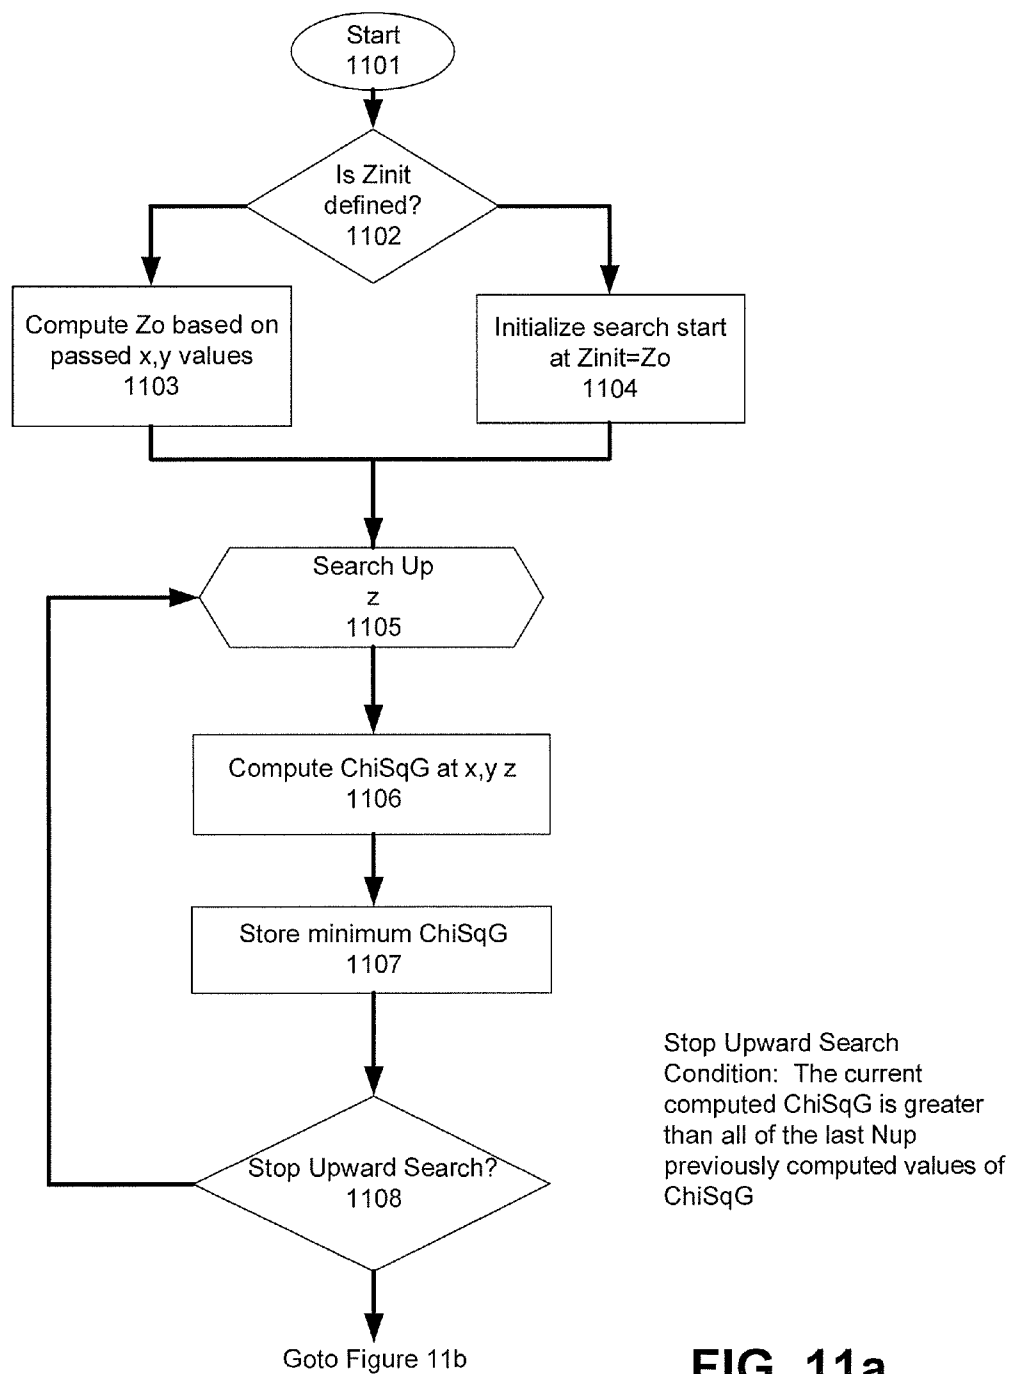 Start
1101
Is Zinit
defined?
1102
Compute Zo based on
passed x,y values
1103
Initialize search start
at Zinit=Zo
1104
Search Up
z
1105
Compute ChiSqG at x,y z
1106
Store minimum ChiSqG
1107
Stop Upward Search?
1108
Stop Upward Search
Condition: The current
computed ChiSqG is greater
than all of the last Nup
previously computed values of
ChiSqG
Goto Figure 11b
FIG. 11a